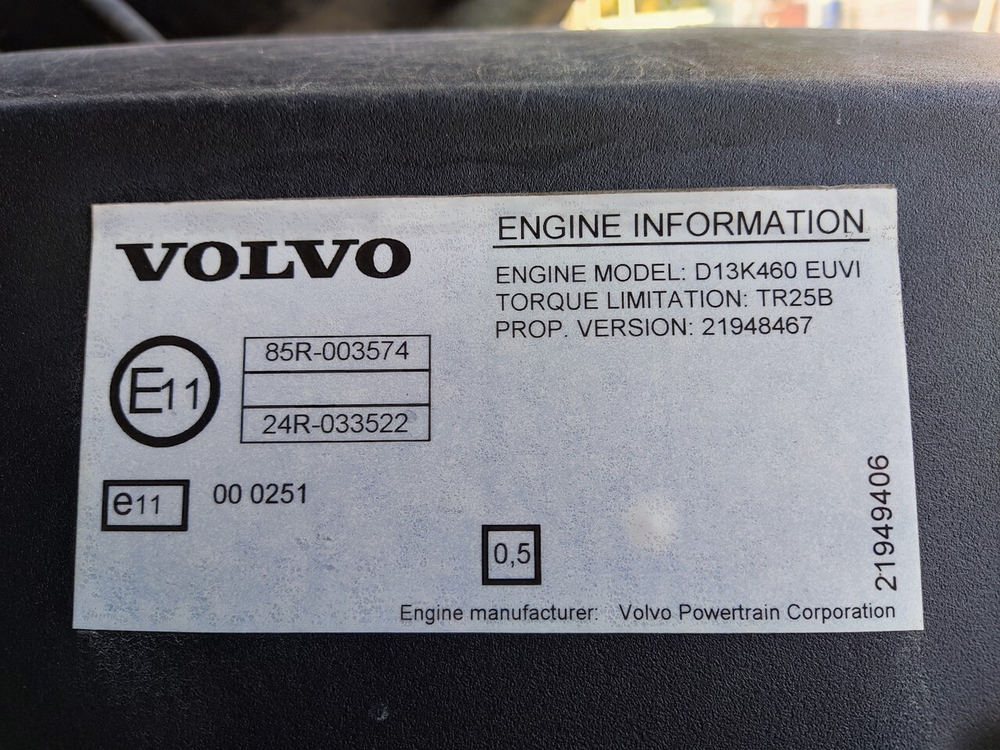 VOLVO
ENGINE INFORMATION
ENGINE MODEL: D13K460 EUVI
TORQUE LIMITATION: TR25B
PROP. VERSION: 21948467
E11
85R-003574
24R-033522
e11
00 0251
0,5
21949406
Engine manufacturer: Volvo Powertrain Corporation